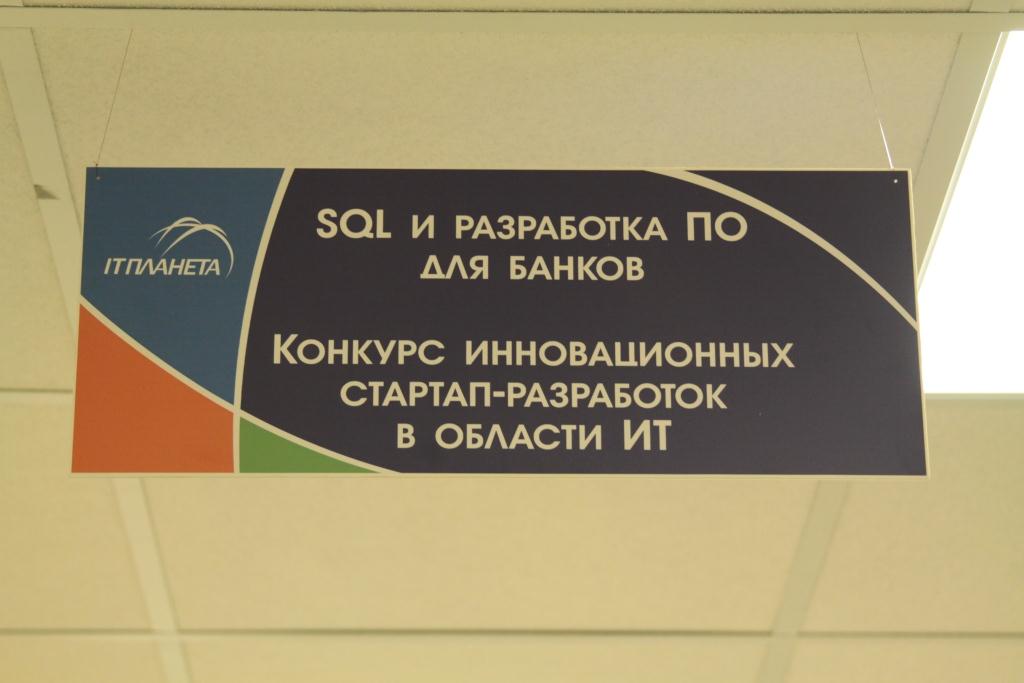 ITПЛАНЕТА
SQL И РАЗРАБОТКА ПО
ДЛЯ БАНКОВ
КОНКУРС ИННОВАЦИОННЫХ
СТАРТАП-РАЗРАБОТОК
В ОБЛАСТИ ИТ